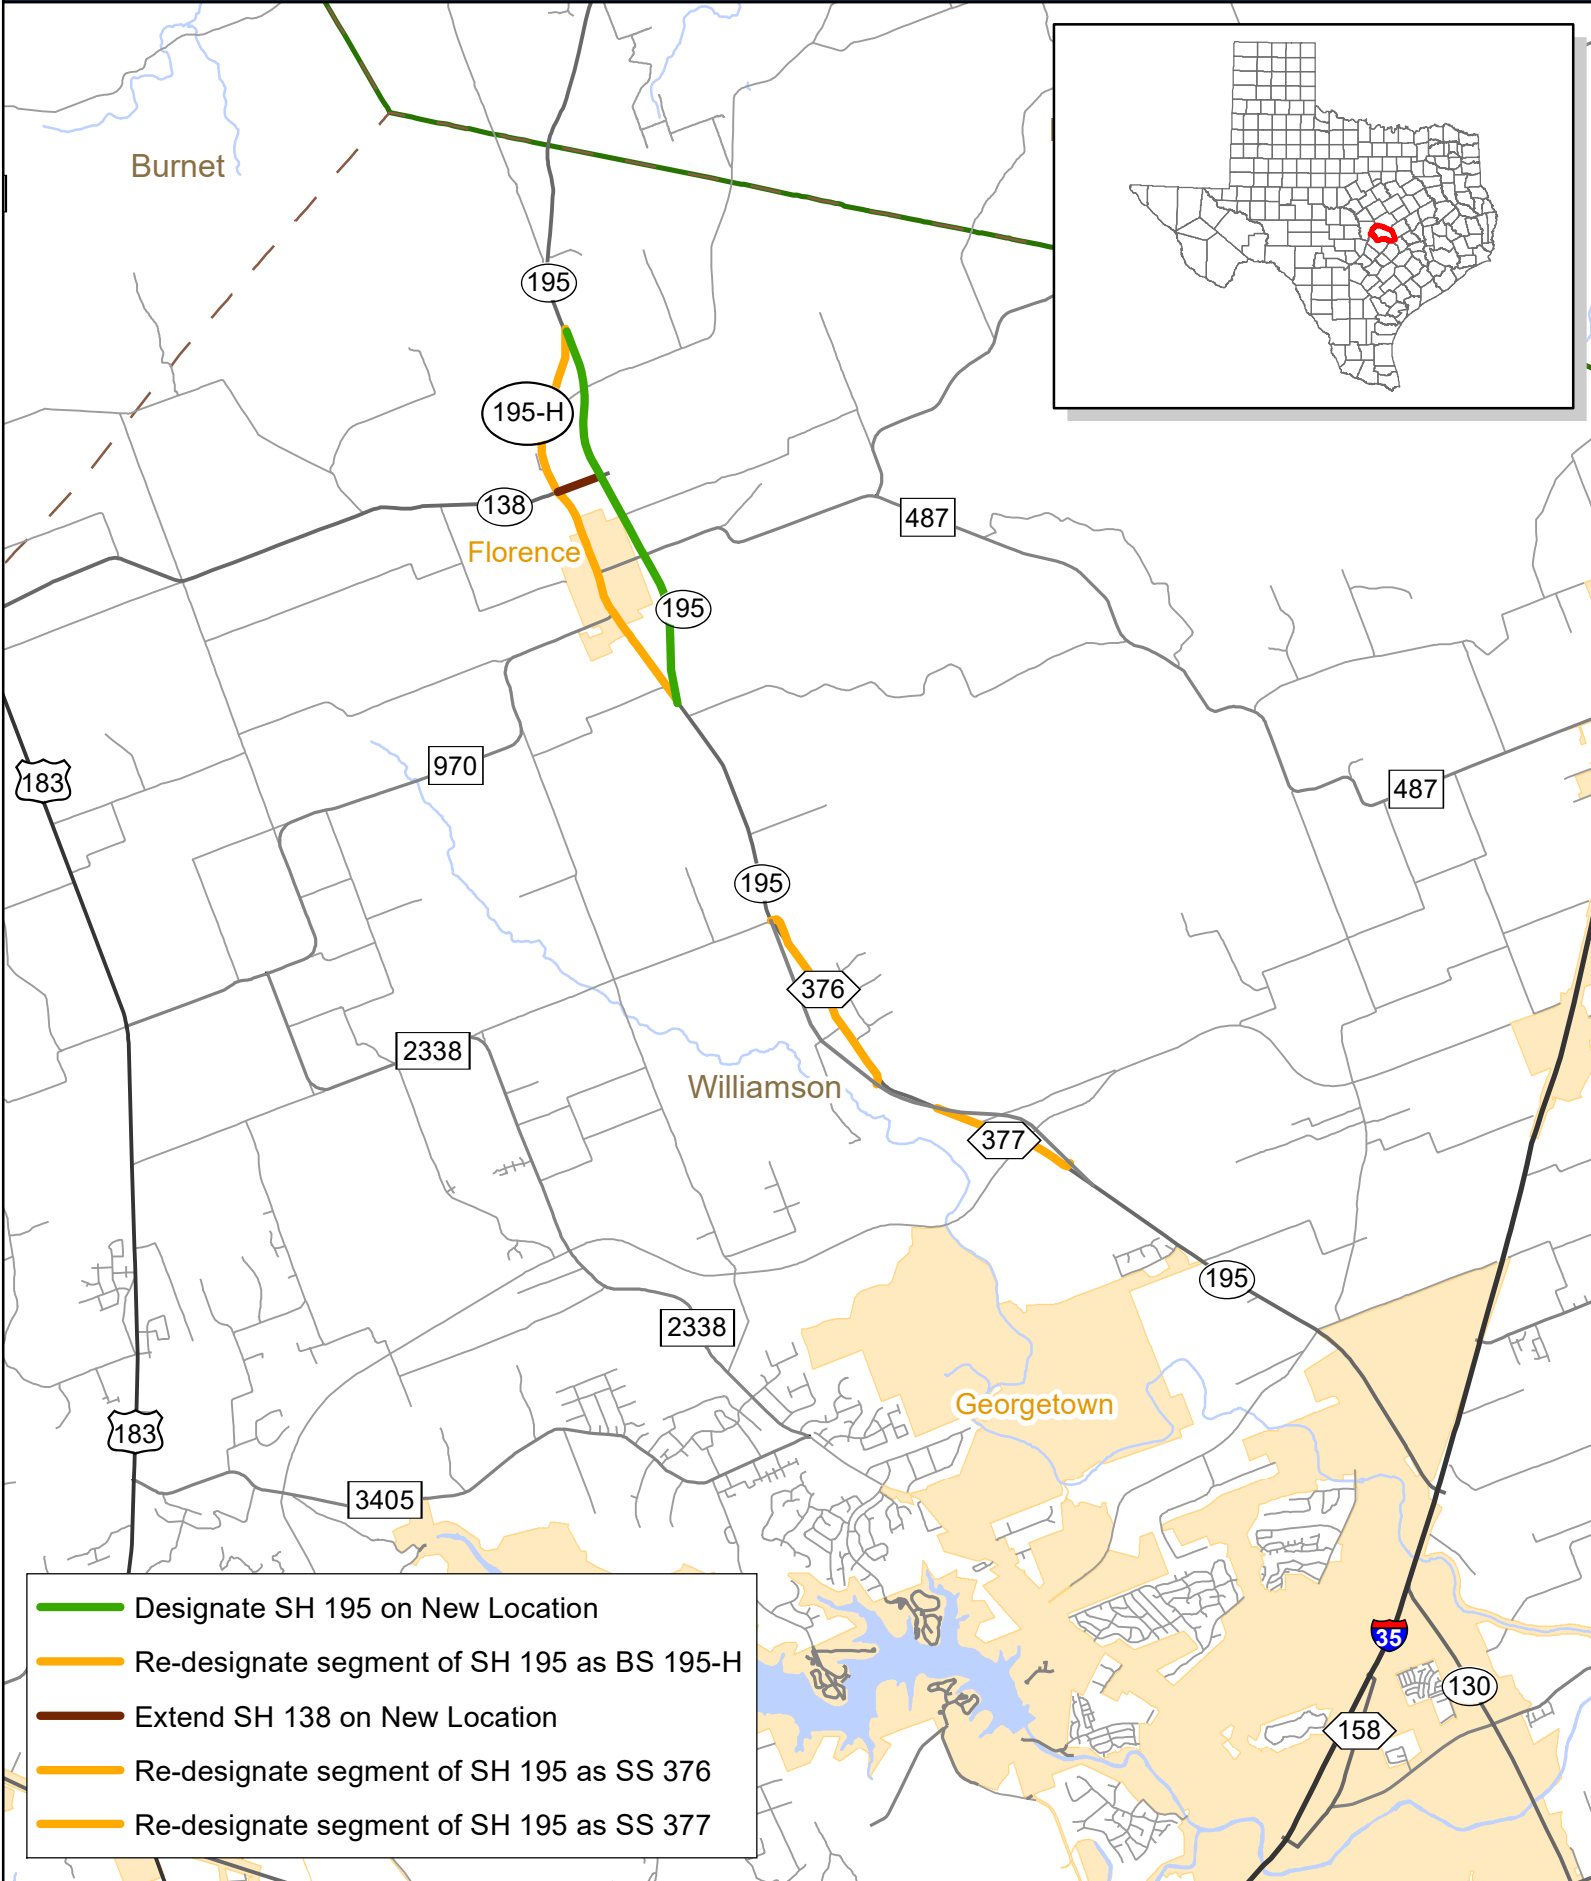 Burnet
195
195-H
138
487
Florence
195
183
970
487
195
376
2338
Williamson
377
195
2338
Georgetown
183
3405
35
130
158
Designate SH 195 on New Location
Re-designate segment of SH 195 as BS 195-H
Extend SH 138 on New Location
Re-designate segment of SH 195 as SS 376
Re-designate segment of SH 195 as SS 377